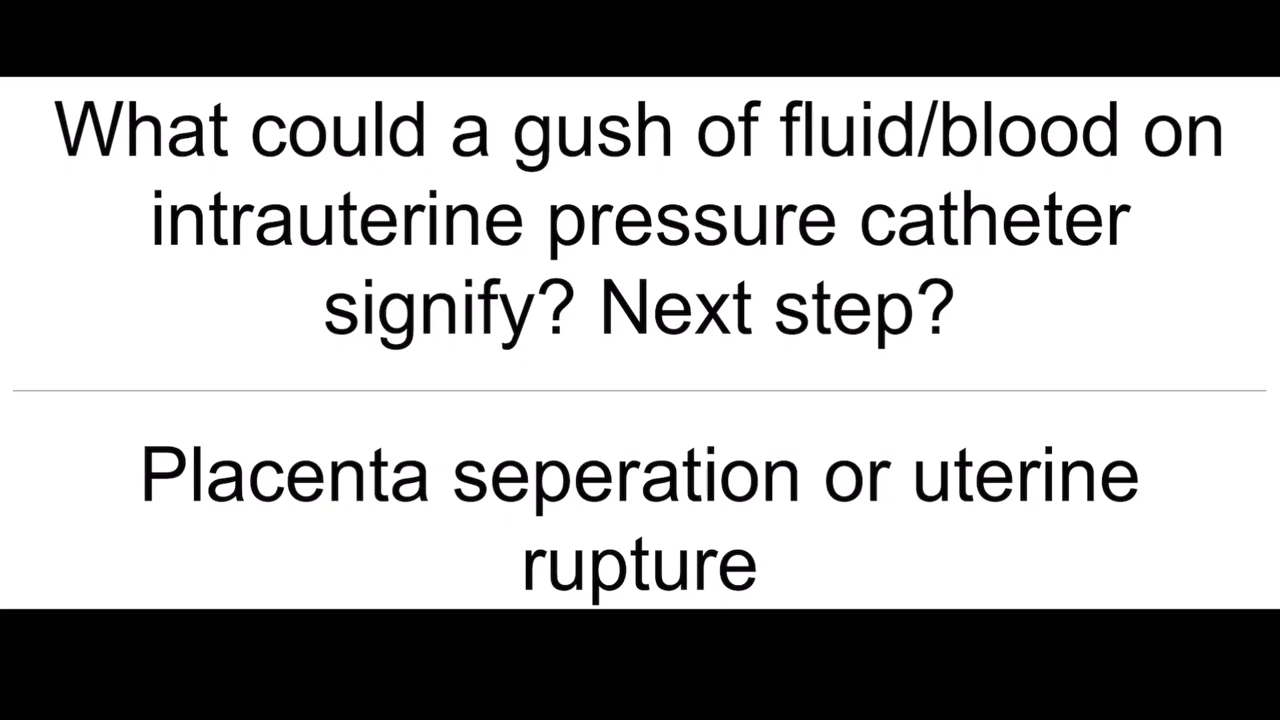 What could a gush of fluid/blood on
intrauterine pressure catheter
signify? Next step?
Placenta seperation or uterine
rupture